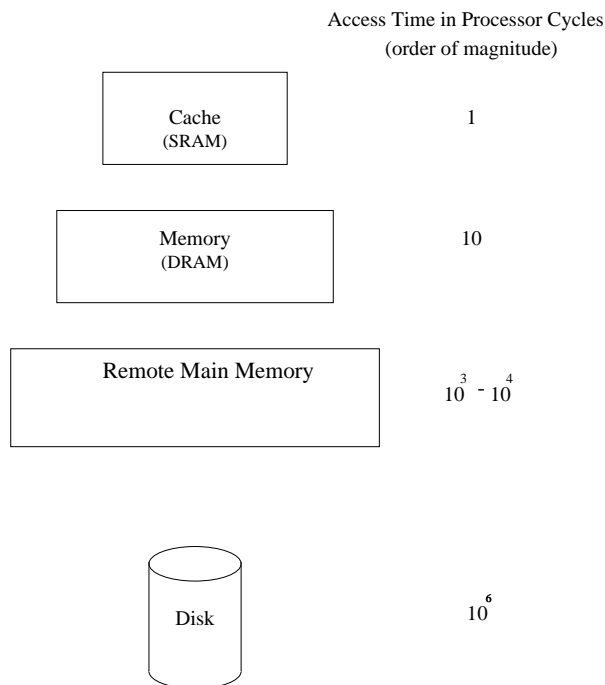 Access Time in Processor Cycles
(order of magnitude)
Cache
(SRAM)
1
Memory
(DRAM)
10
Remote Main Memory
10³ - 10⁴
Disk
10⁶